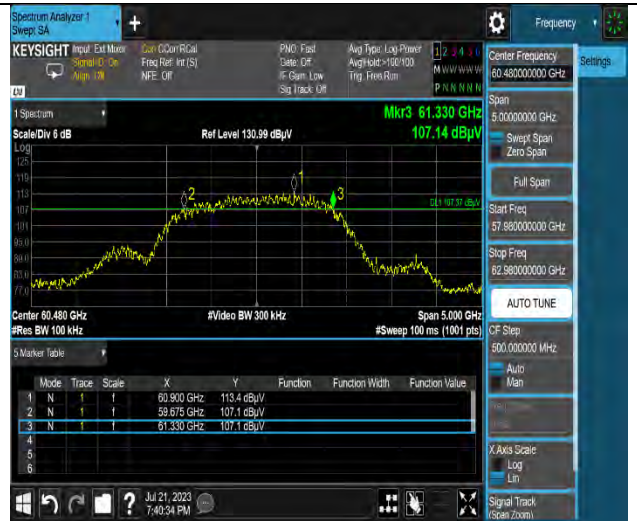 Spectrum Analyzer 1
Swept SA
+
Frequency
KEYSIGHT Input: Ext Mixer
Corr CCorr RCal
PNO: Fast
Avg Type: Log-Power
1 2 3 4 5 6
Freq Ref: Int (S)
Gate: Off
Avg|Hold:>100/100
M W W W W W
Align: Off
NFE: Off
IF Gain: Low
Trig: Free Run
Sig Track: Off
P N N N N N
LXI
1 Spectrum
Mkr3 61.330 GHz
Scale/Div 6 dB
Ref Level 130.99 dBµV
107.14 dBµV
Log
125
119
113
107
101
95.0
89.0
83.0
77.0
1
2
3
DL1 107.37 dBµV
Center 60.480 GHz
#Video BW 300 kHz
Span 5.000 GHz
#Res BW 100 kHz
#Sweep 100 ms (1001 pts)
5 Marker Table
Mode Trace Scale X Y Function Function Width Function Value
1 N 1 f 60.900 GHz 113.4 dBµV
2 N 1 f 59.675 GHz 107.1 dBµV
3 N 1 f 61.330 GHz 107.1 dBµV
4
5
6
?
Jul 21, 2023
7:40:34 PM
Center Frequency
60.480000000 GHz
Settings
Span
5.00000000 GHz
Swept Span
Zero Span
Full Span
Start Freq
57.980000000 GHz
Stop Freq
62.980000000 GHz
AUTO TUNE
CF Step
500.000000 MHz
Auto
Man
X Axis Scale
Log
Lin
Signal Track
(Span Zoom)